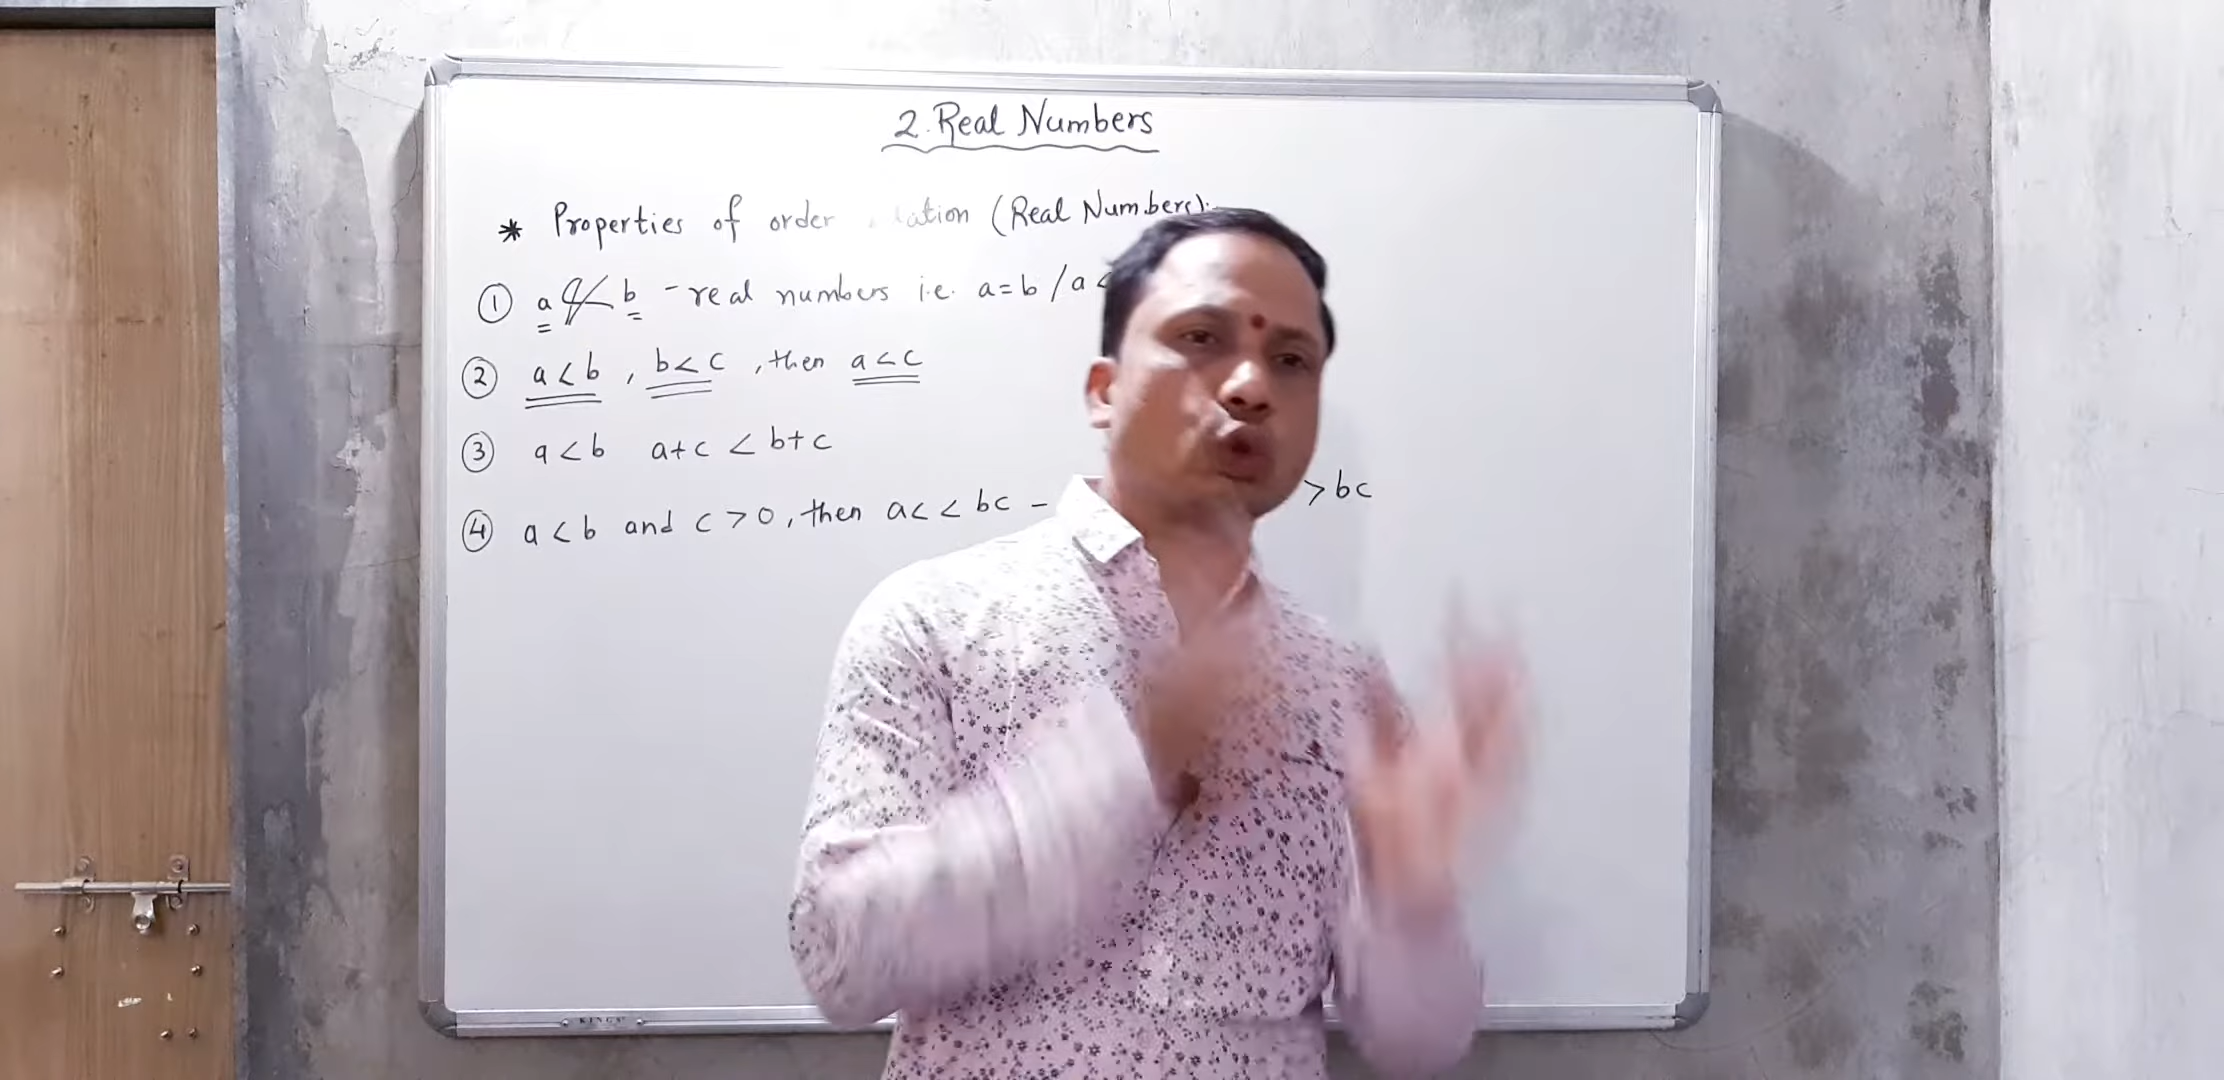 2. Real Numbers
* Properties of order (Real Numbers):-
① a b - real numbers i.e. a=b / a <
② a<b , b<c , then a<c
③ a<b a+c < b+c
④ a<b and c>0, then ac < bc - > bc
KINGS